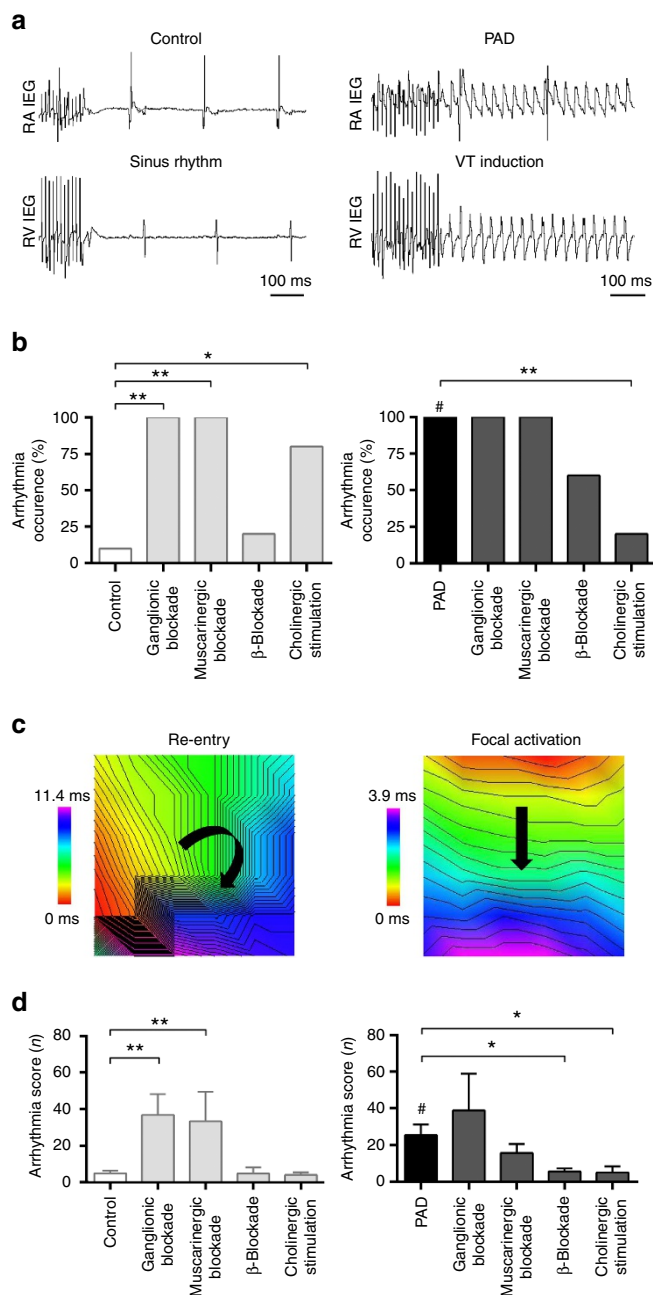 a
Control
PAD
RA IEG
RA IEG
Sinus rhythm
VT induction
RV IEG
RV IEG
100 ms
100 ms
b
*
**
**
**
#
100
75
50
25
0
Arrhythmia
occurence (%)
Control
Ganglionic
blockade
Muscarinergic
blockade
β-Blockade
Cholinergic
stimulation
100
75
50
25
0
Arrhythmia
occurence (%)
PAD
Ganglionic
blockade
Muscarinergic
blockade
β-Blockade
Cholinergic
stimulation
c
Re-entry
Focal activation
11.4 ms
0 ms
3.9 ms
0 ms
d
**
**
*
*
#
80
60
40
20
0
Arrhythmia score (n)
Control
Ganglionic
blockade
Muscarinergic
blockade
β-Blockade
Cholinergic
stimulation
80
60
40
20
0
Arrhythmia score (n)
PAD
Ganglionic
blockade
Muscarinergic
blockade
β-Blockade
Cholinergic
stimulation